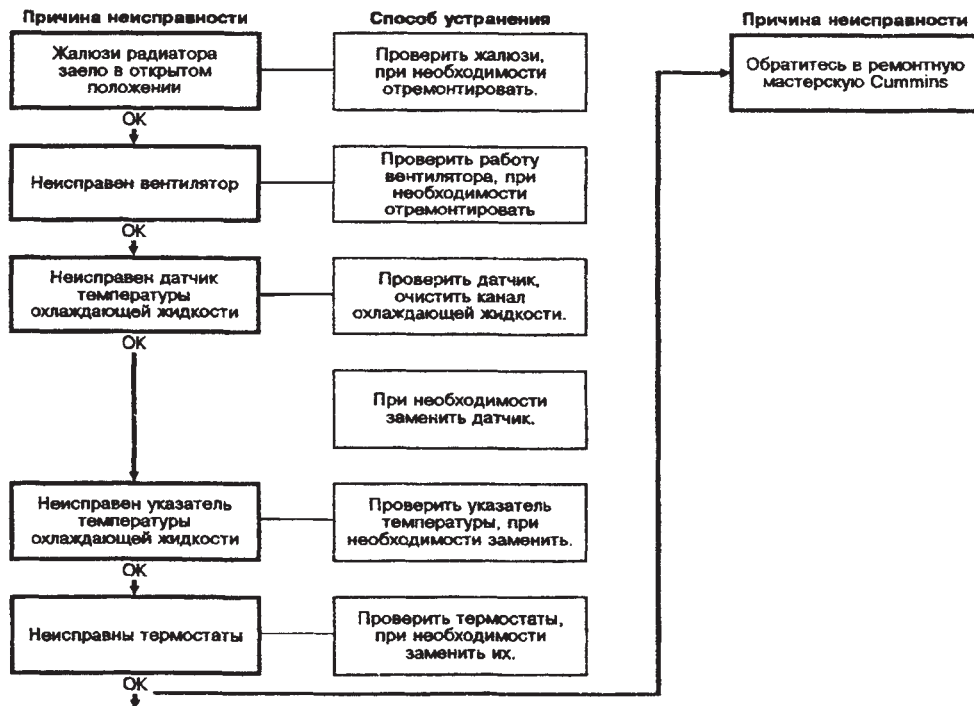 Причина неисправности
Способ устранения
Причина неисправности
Жалюзи радиатора
заело в открытом
положении
Проверить жалюзи,
при необходимости
отремонтировать.
Обратитесь в ремонтную
мастерскую Cummins
OK
Неисправен вентилятор
Проверить работу
вентилятора, при
необходимости
отремонтировать
OK
Неисправен датчик
температуры
охлаждающей жидкости
Проверить датчик,
очистить канал
охлаждающей жидкости.
OK
При необходимости
заменить датчик.
Неисправен указатель
температуры
охлаждающей жидкости
Проверить указатель
температуры, при
необходимости заменить.
OK
Неисправны термостаты
Проверить термостаты,
при необходимости
заменить их.
OK